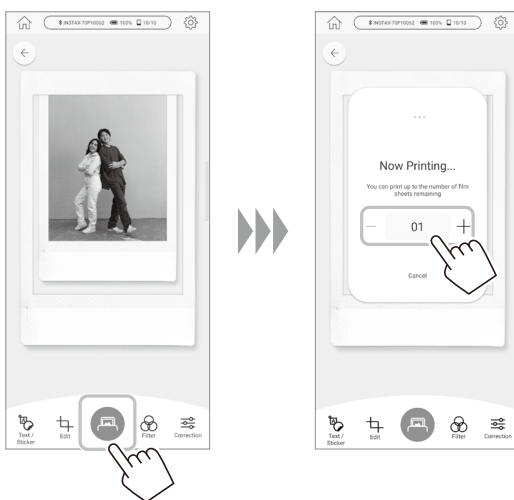 INSTAX-70P10062 100% 10/10
Text /
Sticker
Edit
Filter
Correction
INSTAX-70P10062 100% 10/10
Now Printing...
You can print up to the number of film
sheets remaining
01
Cancel
Text /
Sticker
Edit
Filter
Correction